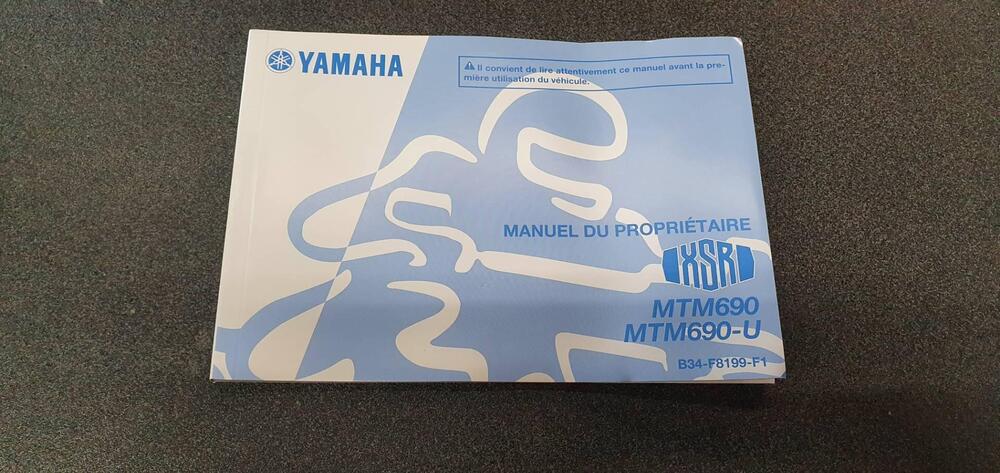 YAMAHA
Il convient de lire attentivement ce manuel avant la pre-
mière utilisation du véhicule.
MANUEL DU PROPRIÉTAIRE
XSR
MTM690
MTM690-U
B34-F8199-F1